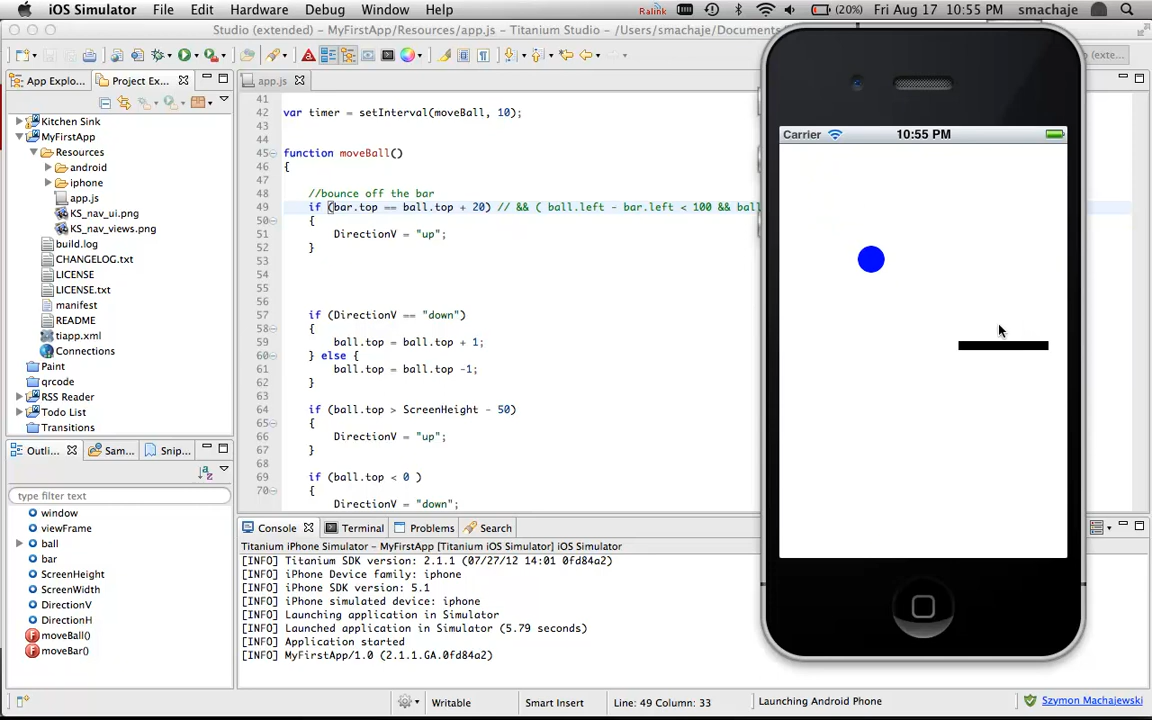 iOS Simulator File Edit Hardware Debug Window Help Ralink (20%) Fri Aug 17 10:55 PM smachaje
Studio (extended) - MyFirstApp/Resources/app.js - Titanium Studio - /Users/smachaje/Documents
App Explo... Project Ex...
app.js
Kitchen Sink
MyFirstApp
Resources
android
iphone
app.js
KS_nav_ui.png
KS_nav_views.png
build.log
CHANGELOG.txt
LICENSE
LICENSE.txt
manifest
README
tiapp.xml
Connections
Paint
qrcode
RSS Reader
Todo List
Transitions
41
42 var timer = setInterval(moveBall, 10);
43
44
45 function moveBall()
46 {
47
48 //bounce off the bar
49 if (bar.top == ball.top + 20) // && ( ball.left - bar.left < 100 && ball
50 {
51 DirectionV = "up";
52 }
53
54
55
56
57 if (DirectionV == "down")
58 {
59 ball.top = ball.top + 1;
60 } else {
61 ball.top = ball.top -1;
62 }
63
64 if (ball.top > ScreenHeight - 50)
65 {
66 DirectionV = "up";
67 }
68
69 if (ball.top < 0 )
70 {
DirectionV = "down";
Carrier 10:55 PM
Outli... Sam... Snip...
type filter text
window
viewFrame
ball
bar
ScreenHeight
ScreenWidth
DirectionV
DirectionH
moveBall()
moveBar()
Console Terminal Problems Search
Titanium iPhone Simulator - MyFirstApp [Titanium iOS Simulator] iOS Simulator
[INFO] Titanium SDK version: 2.1.1 (07/27/12 14:01 0fd84a2)
[INFO] iPhone Device family: iphone
[INFO] iPhone SDK version: 5.1
[INFO] iPhone simulated device: iphone
[INFO] Launching application in Simulator
[INFO] Launched application in Simulator (5.79 seconds)
[INFO] Application started
[INFO] MyFirstApp/1.0 (2.1.1.GA.0fd84a2)
Writable Smart Insert Line: 49 Column: 33 Launching Android Phone Szymon Machajewski